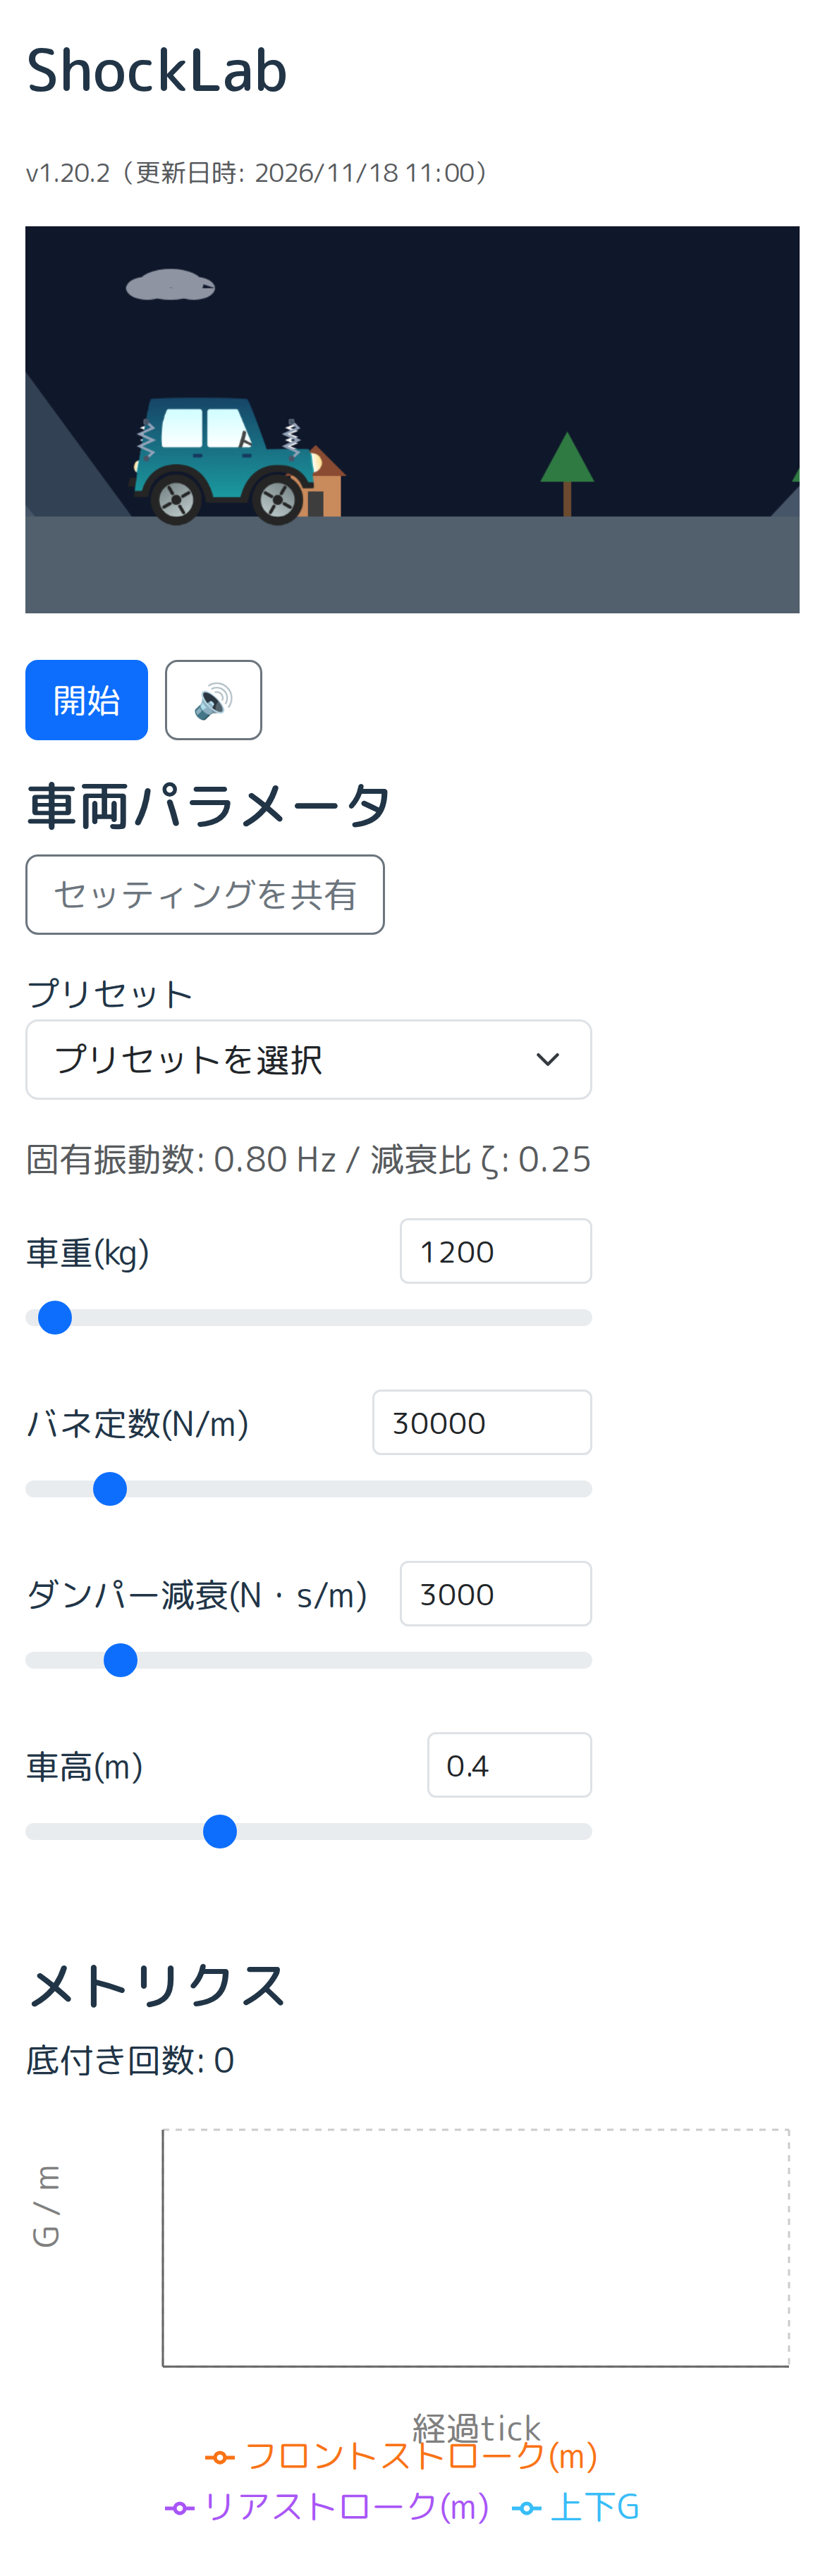 ShockLab
v1.20.2（更新日時: 2026/11/18 11:00）
開始
車両パラメータ
セッティングを共有
プリセット
プリセットを選択
固有振動数: 0.80 Hz / 減衰比 ζ: 0.25
車重(kg)
1200
バネ定数(N/m)
30000
ダンパー減衰(N・s/m)
3000
車高(m)
0.4
メトリクス
底付き回数: 0
G / m
経過tick
フロントストローク(m)
リアストローク(m) 上下G